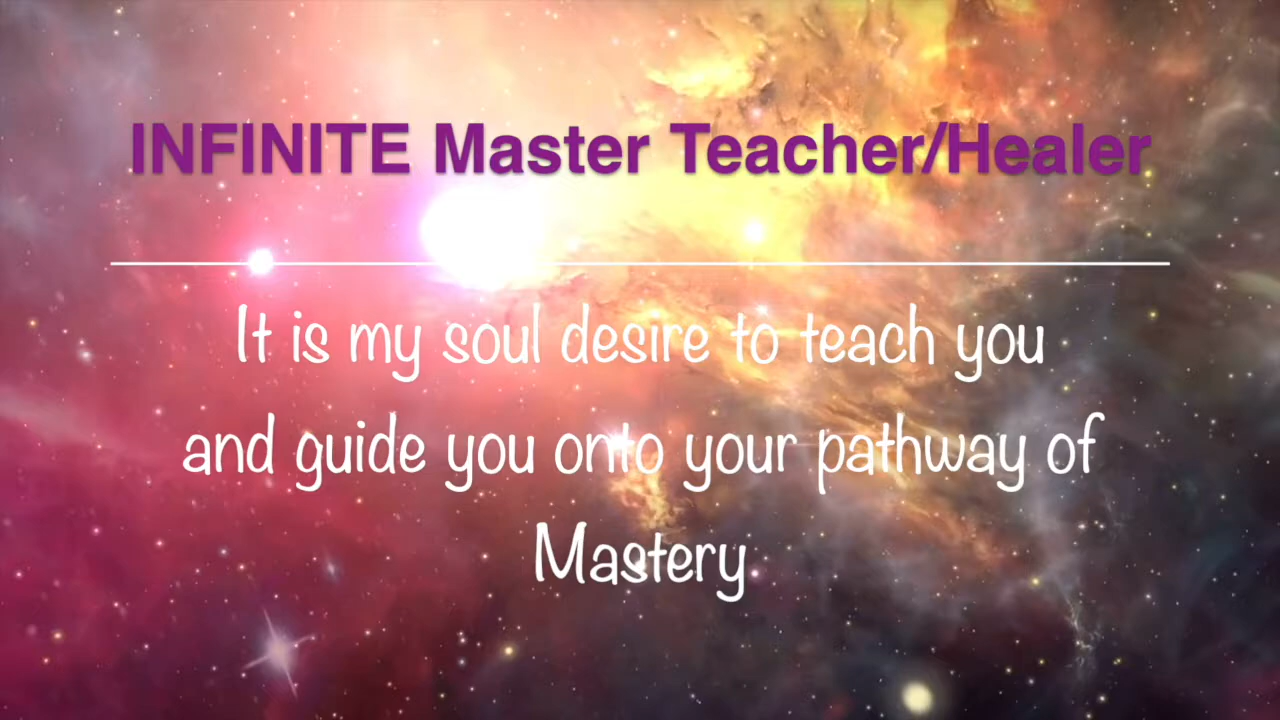 INFINITE Master Teacher/Healer
It is my soul desire to teach you
and guide you onto your pathway of
Mastery